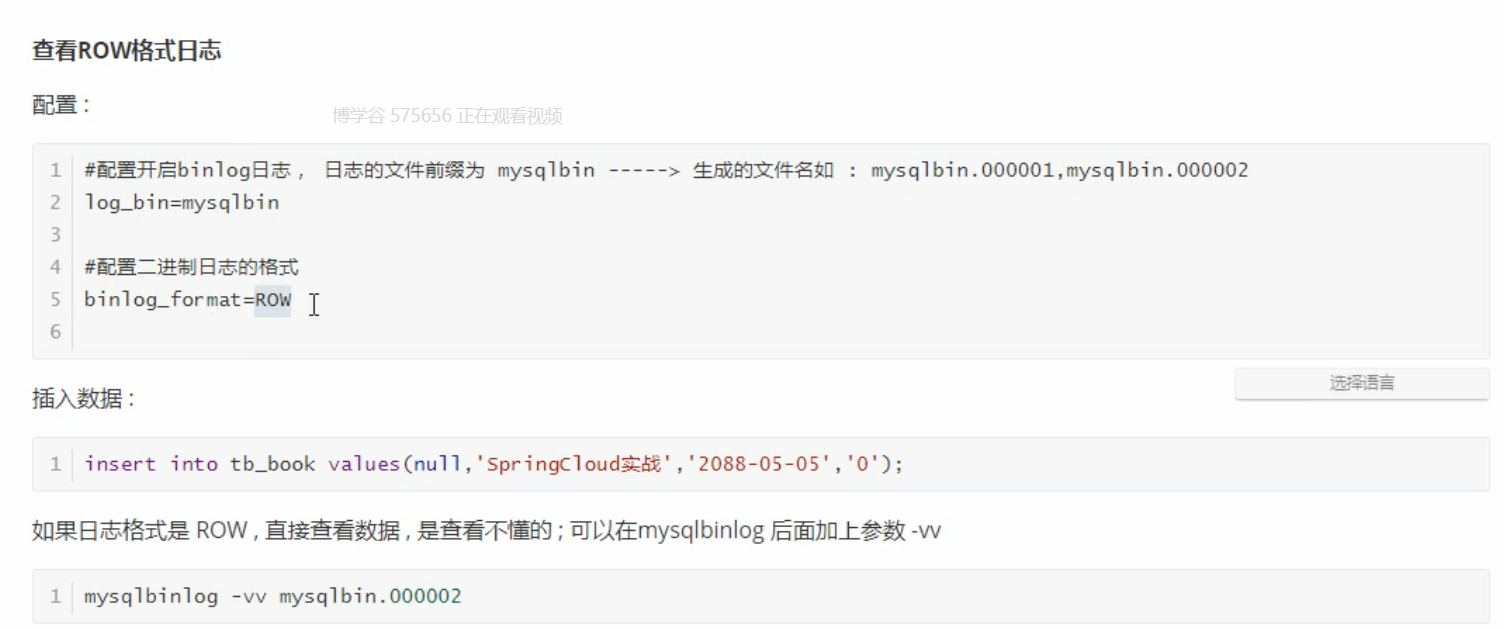 查看ROW格式日志
配置 :
博学谷 575656 正在观看视频
1 #配置开启binlog日志， 日志的文件前缀为 mysqlbin -----> 生成的文件名如 : mysqlbin.000001,mysqlbin.000002
2 log_bin=mysqlbin
3
4 #配置二进制日志的格式
5 binlog_format=ROW
6
选择语言
插入数据 :
1 insert into tb_book values(null,'SpringCloud实战','2088-05-05','0');
如果日志格式是 ROW , 直接查看数据 , 是查看不懂的 ; 可以在mysqlbinlog 后面加上参数 -vv
1 mysqlbinlog -vv mysqlbin.000002